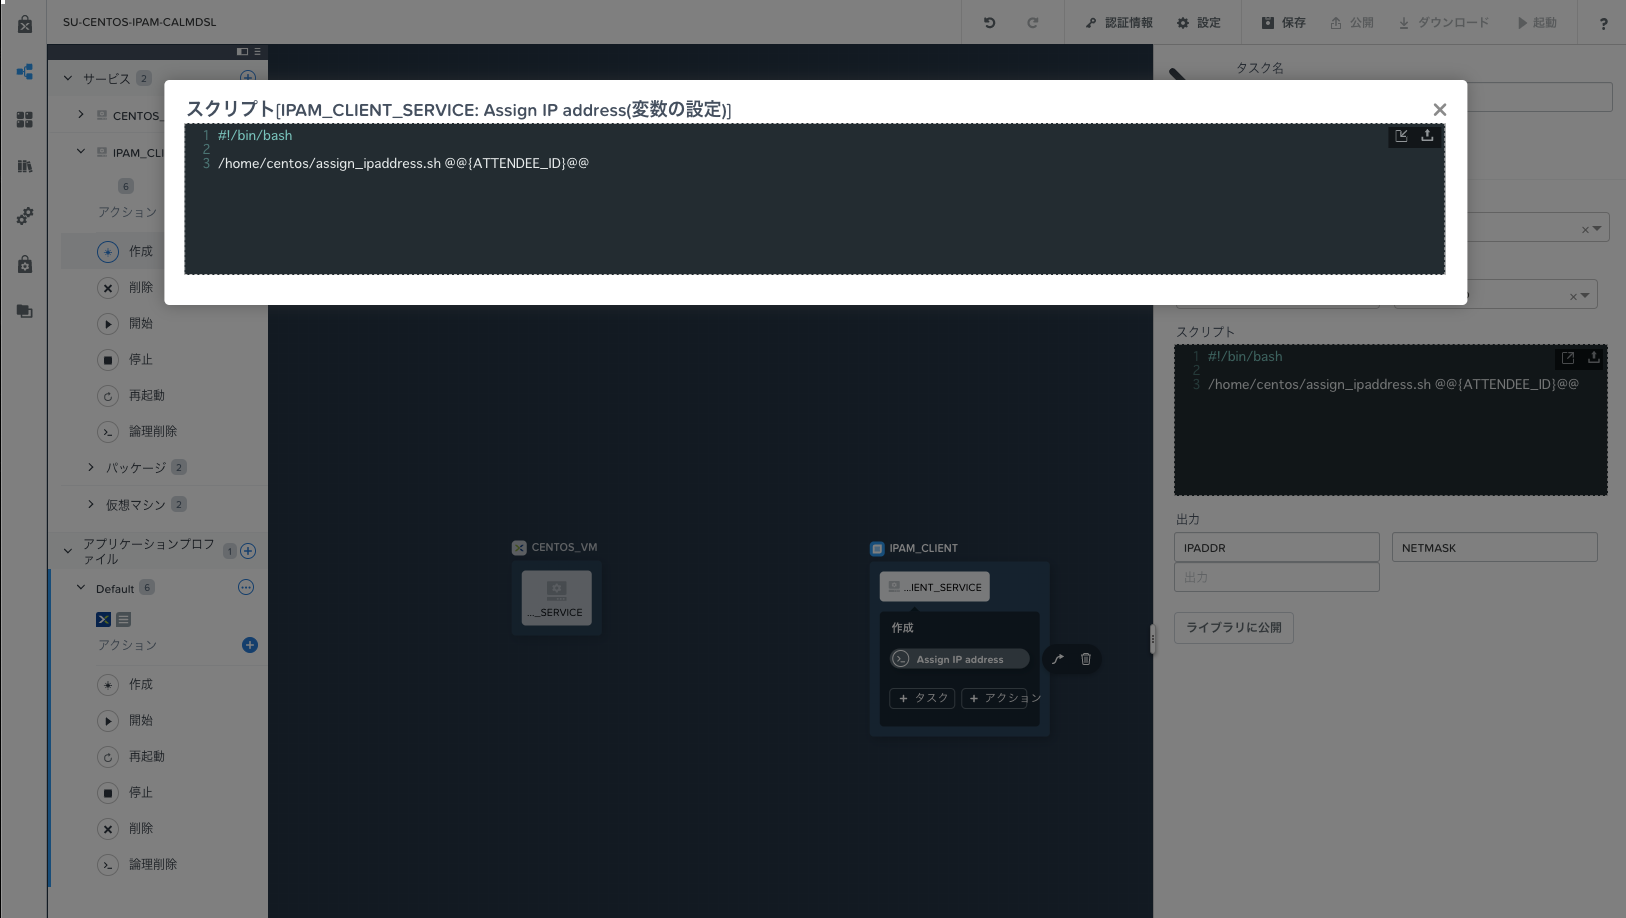 SU-CENTOS-IPAM-CALMDSL
認証情報
設定
保存
公開
ダウンロード
起動
?
サービス 2
CENTOS_
IPAM_CLI
6
アクション
作成
削除
開始
停止
再起動
論理削除
パッケージ 2
仮想マシン 2
アプリケーションプロフ
ァイル
1
Default 6
アクション
作成
開始
再起動
停止
削除
論理削除
スクリプト[IPAM_CLIENT_SERVICE: Assign IP address(変数の設定)]
1 #!/bin/bash
2
3 /home/centos/assign_ipaddress.sh @@{ATTENDEE_ID}@@
CENTOS_VM
..._SERVICE
IPAM_CLIENT
...IENT_SERVICE
作成
Assign IP address
+ タスク
+ アクション
タスク名
スクリプト
1 #!/bin/bash
2
3 /home/centos/assign_ipaddress.sh @@{ATTENDEE_ID}@@
出力
IPADDR
NETMASK
出力
ライブラリに公開